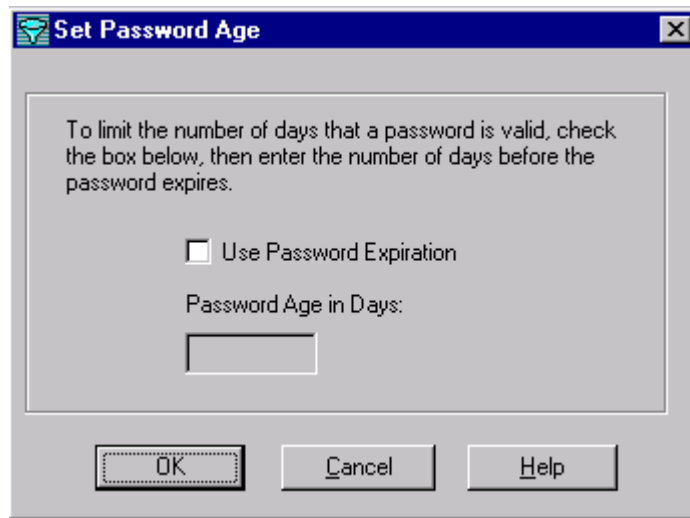 Set Password Age
To limit the number of days that a password is valid, check
the box below, then enter the number of days before the
password expires.
Use Password Expiration
Password Age in Days:
OK
Cancel
Help